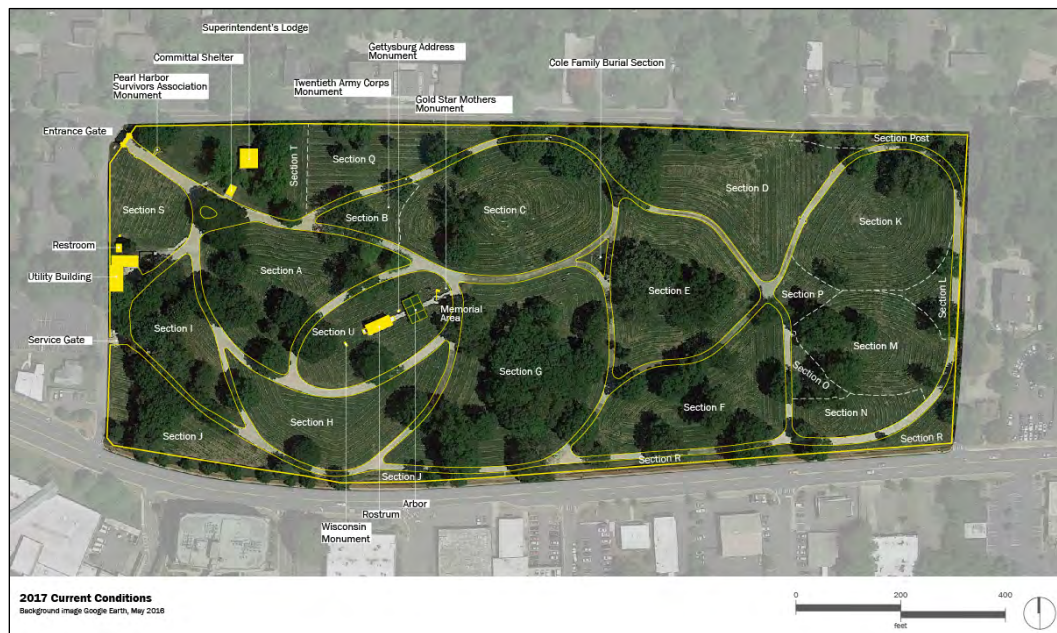 Superintendent's Lodge
Gettysburg Address
Monument
Committal Shelter
Cole Family Burial Section
Pearl Harbor
Survivors Association
Monument
Twentieth Army Corps
Monument
Gold Star Mothers
Monument
Entrance Gate
Section Post
Section T
Section Q
Section D
Section S
Section B
Section C
Section K
Restroom
Utility Building
Section A
Section E
Section P
Section L
Memorial
Area
Section I
Section U
Service Gate
Section M
Section G
Section O
Section H
Section F
Section N
Section J
Section R
Section R
Section J
Arbor
Rostrum
Wisconsin
Monument
2017 Current Conditions
Background image Google Earth, May 2016
0 200 400
feet